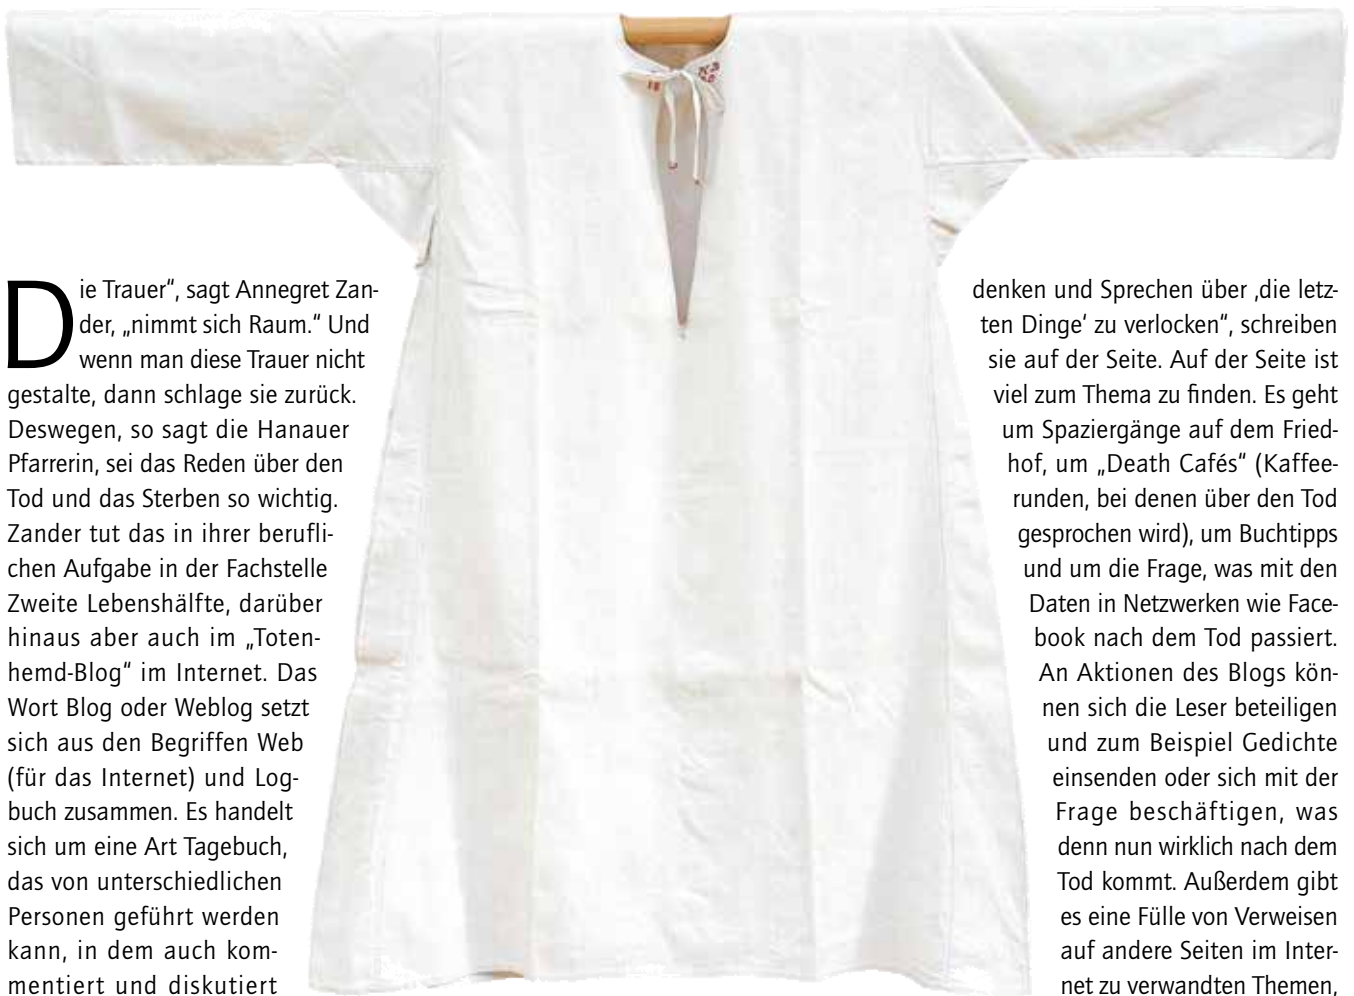 Die Trauer“, sagt Annegret Zan-
der, „nimmt sich Raum.“ Und
wenn man diese Trauer nicht
gestalte, dann schlage sie zurück.
Deswegen, so sagt die Hanauer
Pfarrerin, sei das Reden über den
Tod und das Sterben so wichtig.
Zander tut das in ihrer berufli-
chen Aufgabe in der Fachstelle
Zweite Lebenshälfte, darüber
hinaus aber auch im „Toten-
hemd-Blog“ im Internet. Das
Wort Blog oder Weblog setzt
sich aus den Begriffen Web
(für das Internet) und Log-
buch zusammen. Es handelt
sich um eine Art Tagebuch,
das von unterschiedlichen
Personen geführt werden
kann, in dem auch kom-
mentiert und diskutiert
denken und Sprechen über ‚die letz-
ten Dinge‘ zu verlocken“, schreiben
sie auf der Seite. Auf der Seite ist
viel zum Thema zu finden. Es geht
um Spaziergänge auf dem Fried-
hof, um „Death Cafés“ (Kaffee-
runden, bei denen über den Tod
gesprochen wird), um Buchtipps
und um die Frage, was mit den
Daten in Netzwerken wie Face-
book nach dem Tod passiert.
An Aktionen des Blogs kön-
nen sich die Leser beteiligen
und zum Beispiel Gedichte
einsenden oder sich mit der
Frage beschäftigen, was
denn nun wirklich nach dem
Tod kommt. Außerdem gibt
es eine Fülle von Verweisen
auf andere Seiten im Inter-
net zu verwandten Themen,